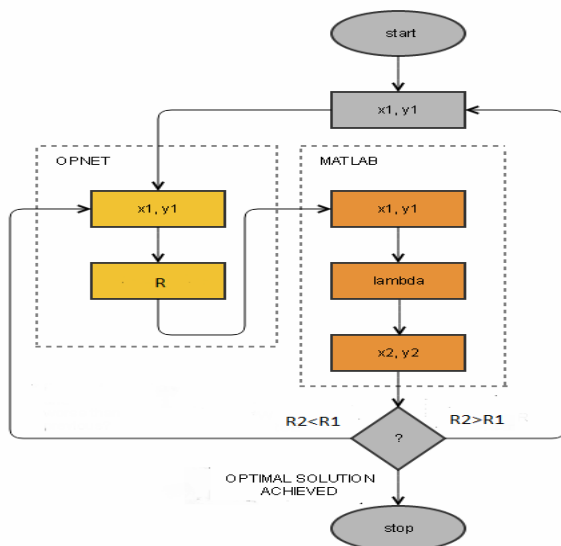 start
x1, y1
OPNET
MATLAB
x1, y1
x1, y1
R
lambda
x2, y2
R2<R1
?
R2>R1
OPTIMAL SOLUTION
ACHIEVED
stop